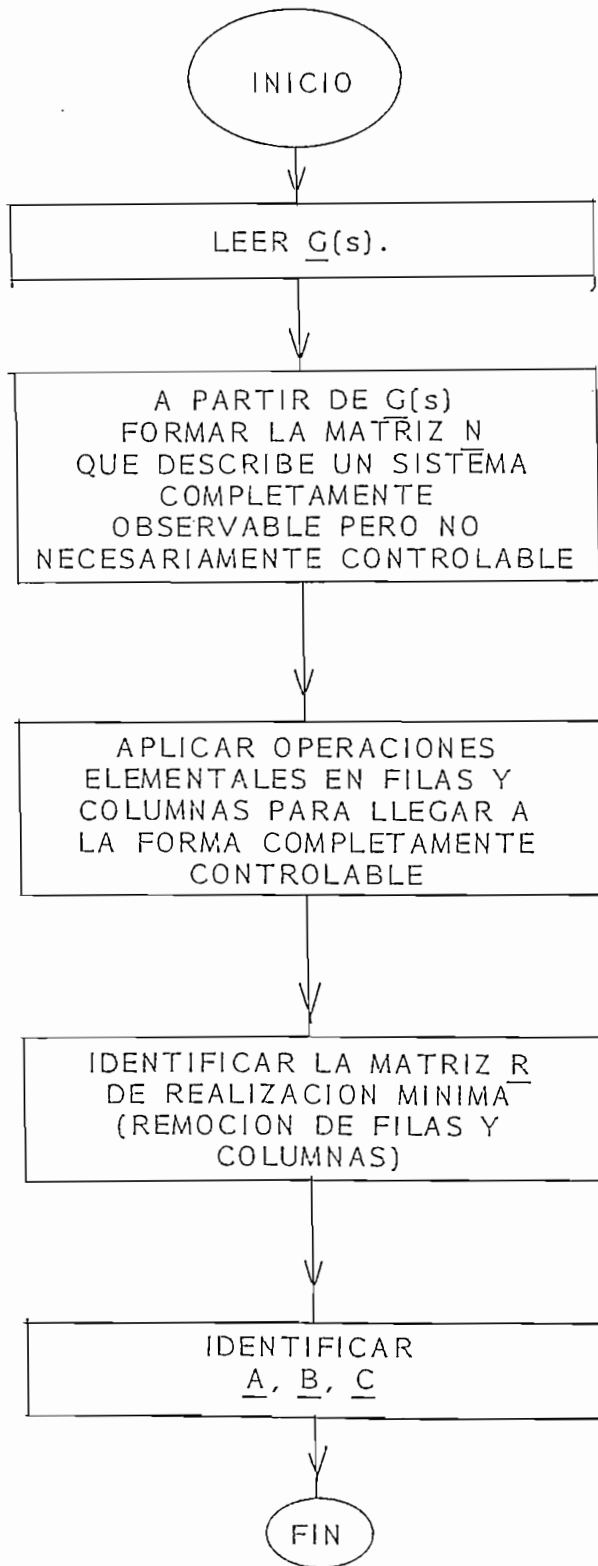 INICIO
LEER G(s).
A PARTIR DE G(s)
FORMAR LA MATRIZ N
QUE DESCRIBE UN SISTEMA
COMPLETAMENTE
OBSERVABLE PERO NO
NECESARIAMENTE CONTROLABLE
APLICAR OPERACIONES
ELEMENTALES EN FILAS Y
COLUMNAS PARA LLEGAR A
LA FORMA COMPLETAMENTE
CONTROLABLE
IDENTIFICAR LA MATRIZ R
DE REALIZACION MINIMA
(REMOCION DE FILAS Y
COLUMNAS)
IDENTIFICAR
A, B, C
FIN